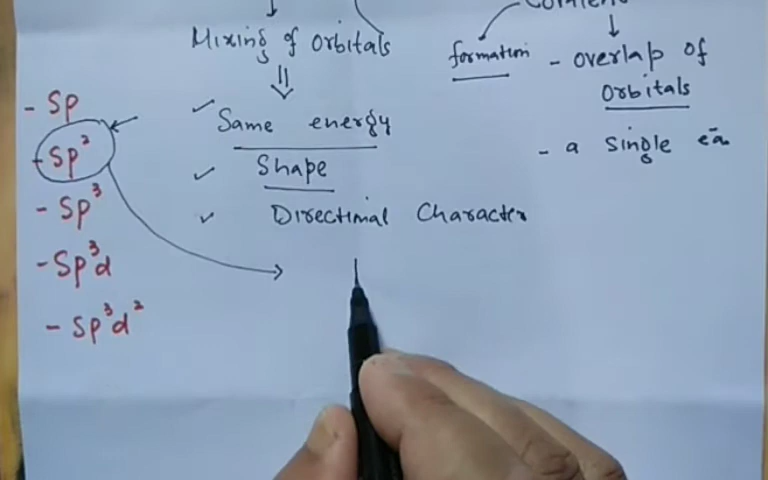 Mixing of orbitals
Same energy
Shape
Directional Character
- Sp
- Sp²
- Sp³
- Sp³d
- Sp³d²
formation
- overlap of
orbitals
- a single